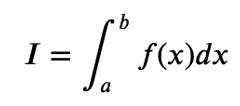 I = ∫_a^b f(x)dx